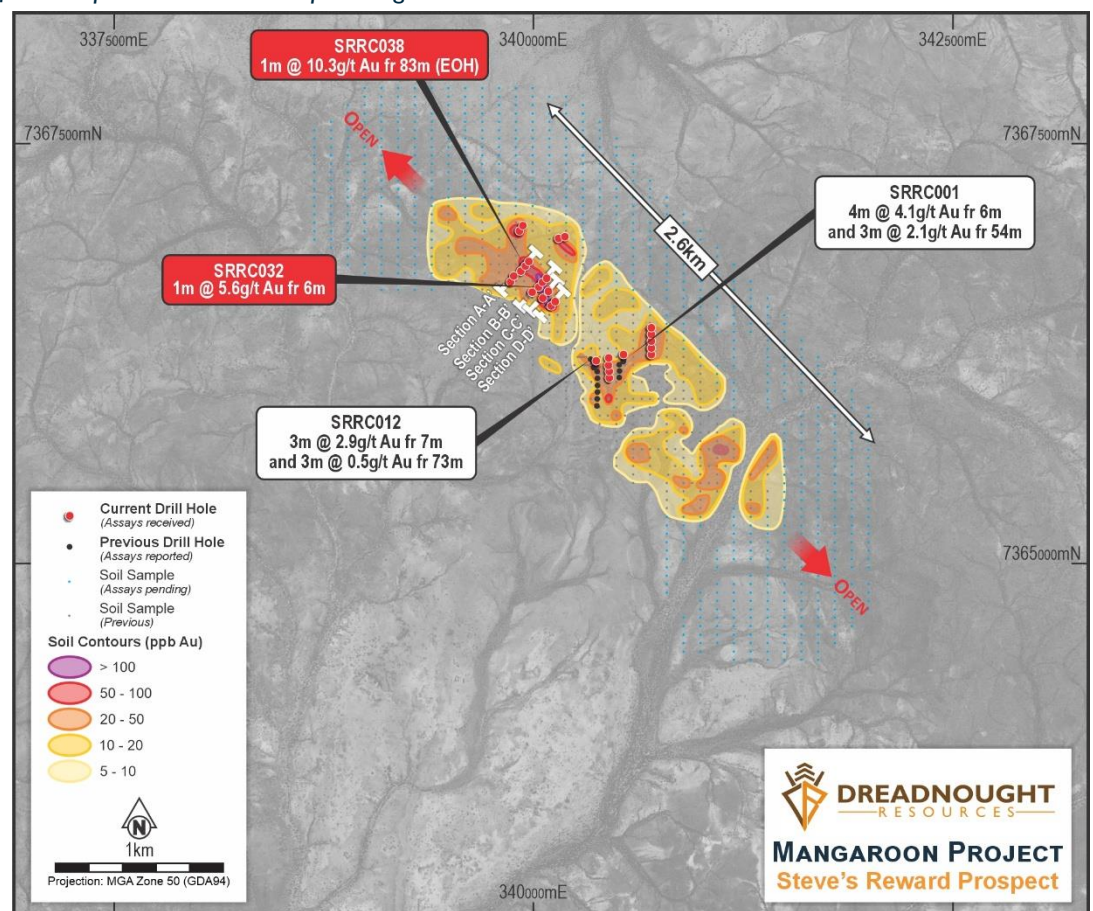 337500mE
340000mE
342500mE
SRRC038
1m @ 10.3g/t Au fr 83m (EOH)
7367500mN
7367500mN
OPEN
SRRC001
4m @ 4.1g/t Au fr 6m
and 3m @ 2.1g/t Au fr 54m
2.6km
SRRC032
1m @ 5.6g/t Au fr 6m
Section A-A'
Section B-B'
Section C-C'
Section D-D'
SRRC012
3m @ 2.9g/t Au fr 7m
and 3m @ 0.5g/t Au fr 73m
7365000mN
OPEN
Current Drill Hole
(Assays received)
Previous Drill Hole
(Assays reported)
Soil Sample
(Assays pending)
Soil Sample
(Previous)
Soil Contours (ppb Au)
> 100
50 - 100
20 - 50
10 - 20
5 - 10
N
1km
Projection: MGA Zone 50 (GDA94)
340000mE
DREADNOUGHT
RESOURCES
MANGAROON PROJECT
Steve's Reward Prospect